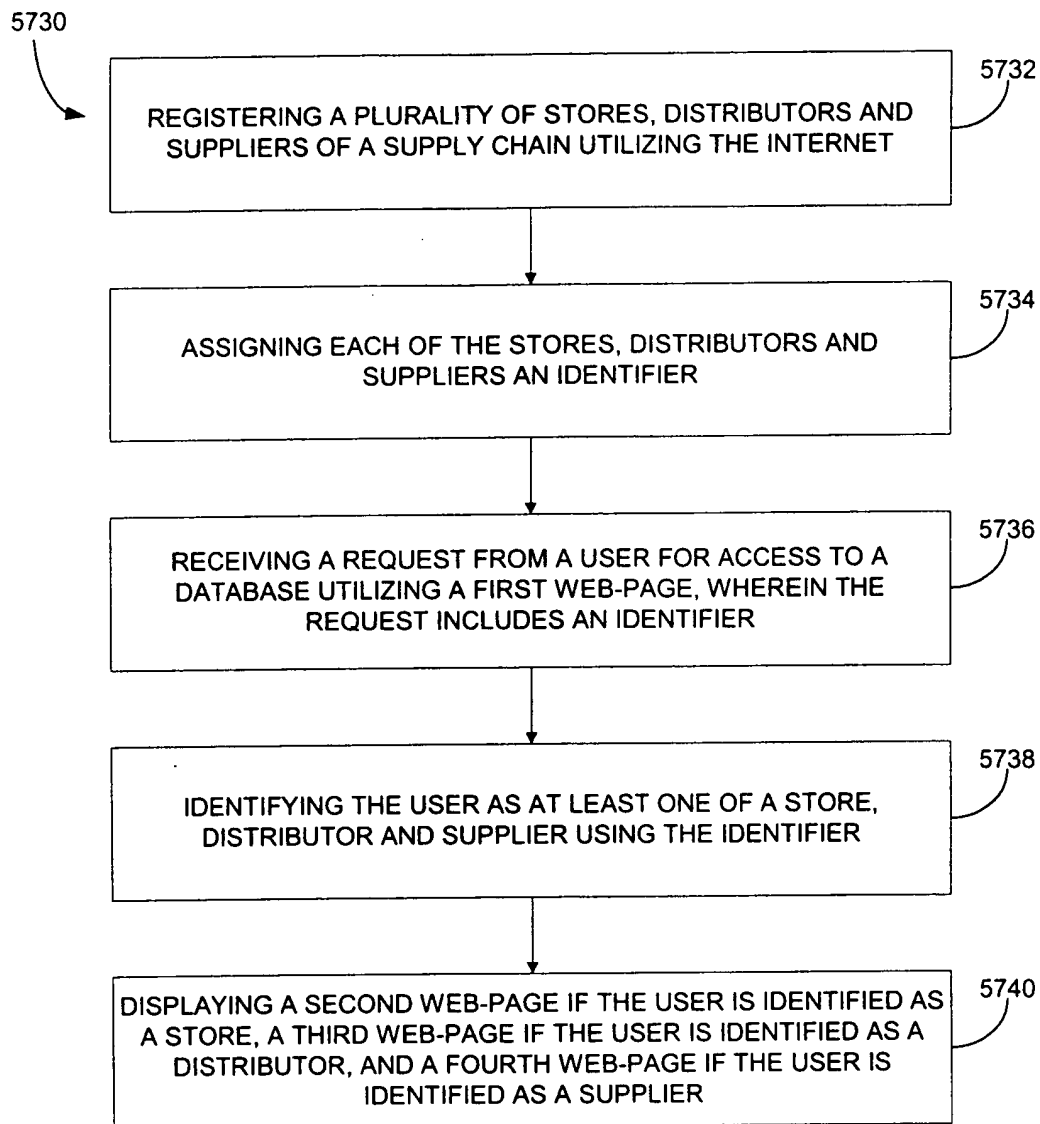 5730
REGISTERING A PLURALITY OF STORES, DISTRIBUTORS AND
SUPPLIERS OF A SUPPLY CHAIN UTILIZING THE INTERNET
5732
ASSIGNING EACH OF THE STORES, DISTRIBUTORS AND
SUPPLIERS AN IDENTIFIER
5734
RECEIVING A REQUEST FROM A USER FOR ACCESS TO A
DATABASE UTILIZING A FIRST WEB-PAGE, WHEREIN THE
REQUEST INCLUDES AN IDENTIFIER
5736
IDENTIFYING THE USER AS AT LEAST ONE OF A STORE,
DISTRIBUTOR AND SUPPLIER USING THE IDENTIFIER
5738
DISPLAYING A SECOND WEB-PAGE IF THE USER IS IDENTIFIED AS
A STORE, A THIRD WEB-PAGE IF THE USER IS IDENTIFIED AS A
DISTRIBUTOR, AND A FOURTH WEB-PAGE IF THE USER IS
IDENTIFIED AS A SUPPLIER
5740